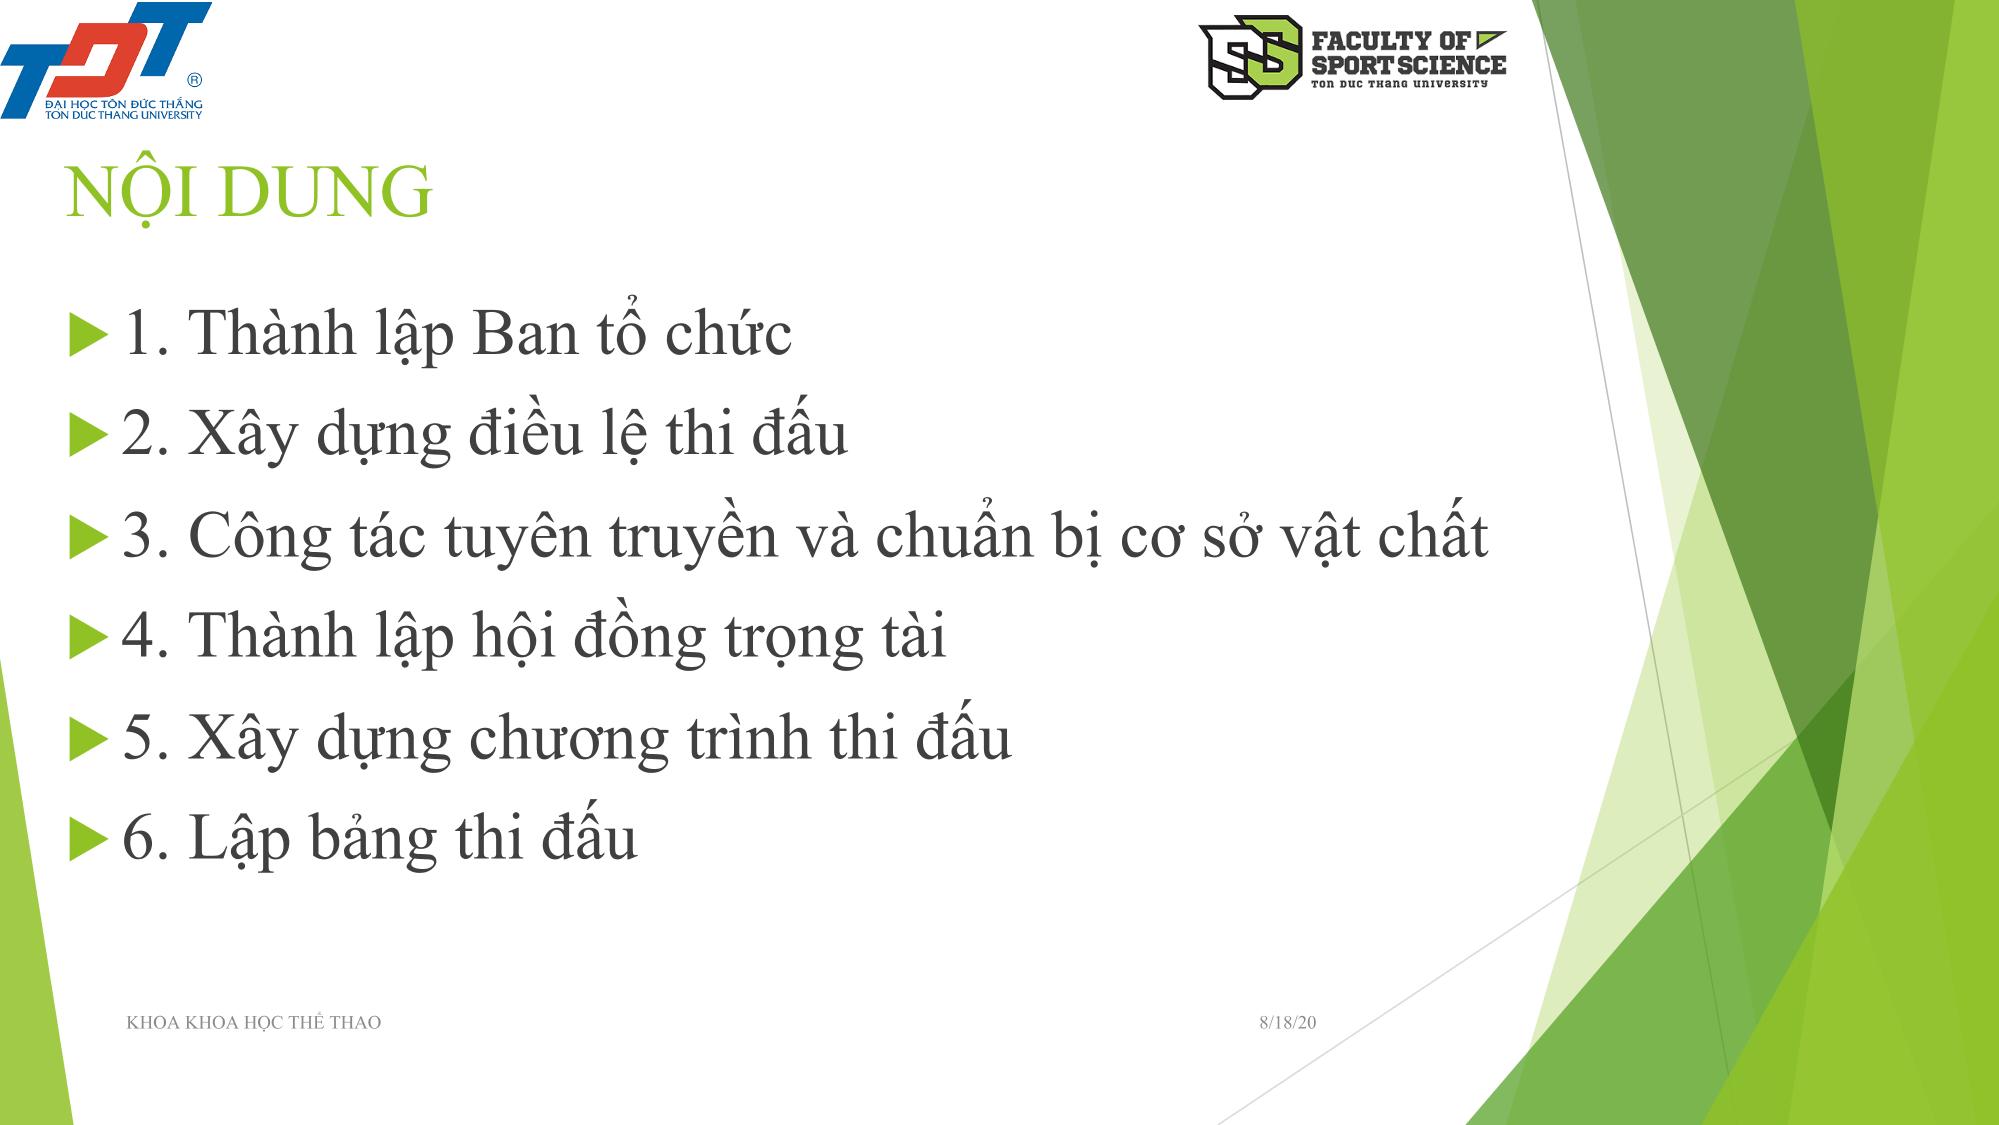 TDT
®
ĐẠI HỌC TÔN ĐỨC THẮNG
TON DUC THANG UNIVERSITY
SS
FACULTY OF
SPORT SCIENCE
TON DUC THANG UNIVERSITY
NỘI DUNG
1. Thành lập Ban tổ chức
2. Xây dựng điều lệ thi đấu
3. Công tác tuyên truyền và chuẩn bị cơ sở vật chất
4. Thành lập hội đồng trọng tài
5. Xây dựng chương trình thi đấu
6. Lập bảng thi đấu
KHOA KHOA HỌC THỂ THAO
8/18/20